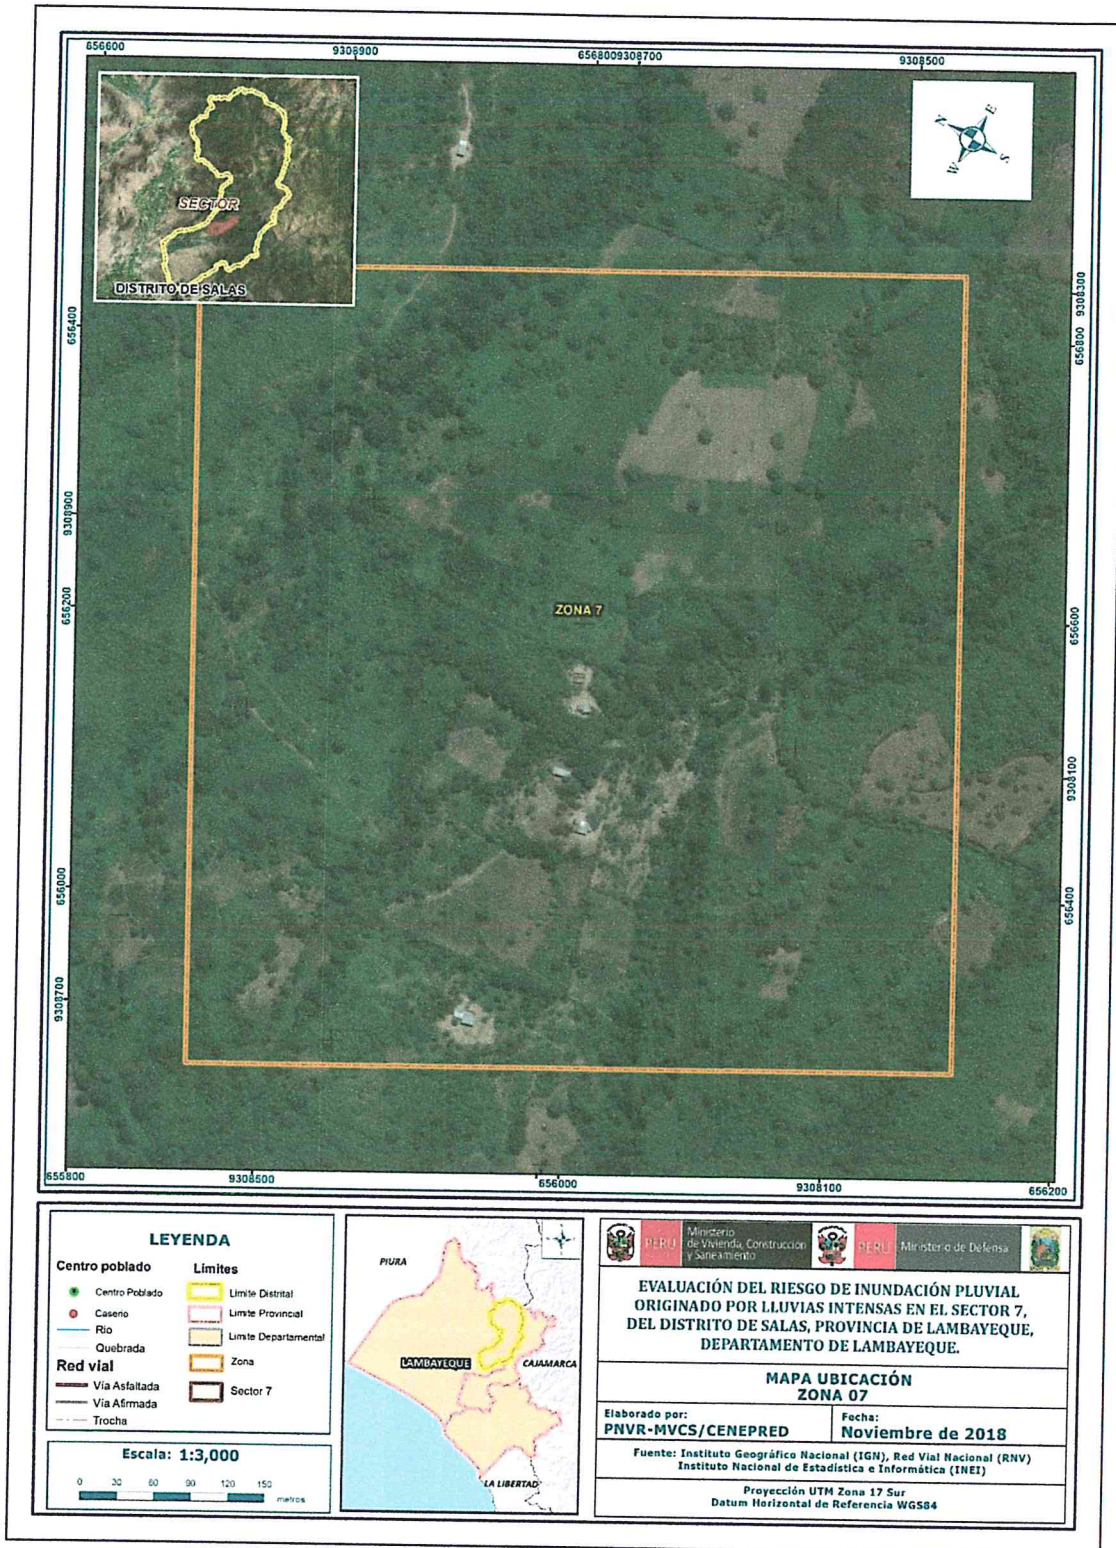 656600
9308900
656800 9308700
9308500
N
E
W
S
SECTOR
DISTRITO DE SALAS
656400
9308300
656800
9308900
656200
ZONA 7
656600
9308100
656000
656400
9308700
655800
9308500
656000
9308100
656200
LEYENDA
Centro poblado
Centro Poblado
Caserio
Rio
Quebrada
Red vial
Vía Asfaltada
Vía Afirmada
Trocha
Límites
Limite Distrital
Limite Provincial
Limite Departamental
Zona
Sector 7
Escala: 1:3,000
0 30 60 90 120 150
metros
PIURA
LAMBAYEQUE
CAJAMARCA
LA LIBERTAD
PERÚ
Ministerio
de Vivienda, Construcción
y Saneamiento
PERÚ
Ministerio de Defensa
EVALUACIÓN DEL RIESGO DE INUNDACIÓN PLUVIAL
ORIGINADO POR LLUVIAS INTENSAS EN EL SECTOR 7,
DEL DISTRITO DE SALAS, PROVINCIA DE LAMBAYEQUE,
DEPARTAMENTO DE LAMBAYEQUE.
MAPA UBICACIÓN
ZONA 07
Elaborado por:
PNVR-MVCS/CENEPRED
Fecha:
Noviembre de 2018
Fuente: Instituto Geográfico Nacional (IGN), Red Vial Nacional (RNV)
Instituto Nacional de Estadística e Informática (INEI)
Proyección UTM Zona 17 Sur
Datum Horizontal de Referencia WGS84